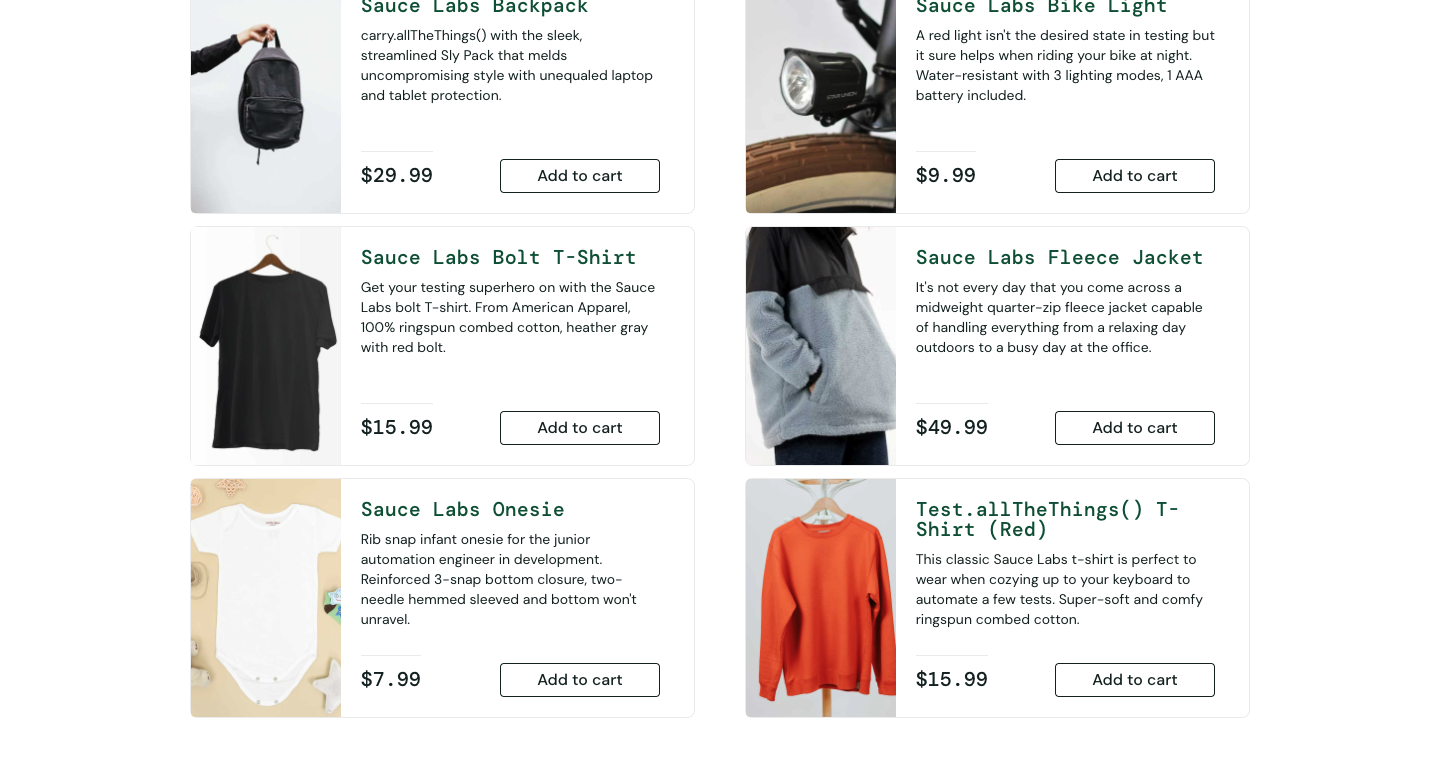 Sauce Labs Backpack
carry.allTheThings() with the sleek,
streamlined Sly Pack that melds
uncompromising style with unequaled laptop
and tablet protection.
$29.99
Add to cart
Sauce Labs Bike Light
A red light isn't the desired state in testing but
it sure helps when riding your bike at night.
Water-resistant with 3 lighting modes, 1 AAA
battery included.
$9.99
Add to cart
Sauce Labs Bolt T-Shirt
Get your testing superhero on with the Sauce
Labs bolt T-shirt. From American Apparel,
100% ringspun combed cotton, heather gray
with red bolt.
$15.99
Add to cart
Sauce Labs Fleece Jacket
It's not every day that you come across a
midweight quarter-zip fleece jacket capable
of handling everything from a relaxing day
outdoors to a busy day at the office.
$49.99
Add to cart
Sauce Labs Onesie
Rib snap infant onesie for the junior
automation engineer in development.
Reinforced 3-snap bottom closure, two-
needle hemmed sleeved and bottom won't
unravel.
$7.99
Add to cart
Test.allTheThings() T-
Shirt (Red)
This classic Sauce Labs t-shirt is perfect to
wear when cozying up to your keyboard to
automate a few tests. Super-soft and comfy
ringspun combed cotton.
$15.99
Add to cart